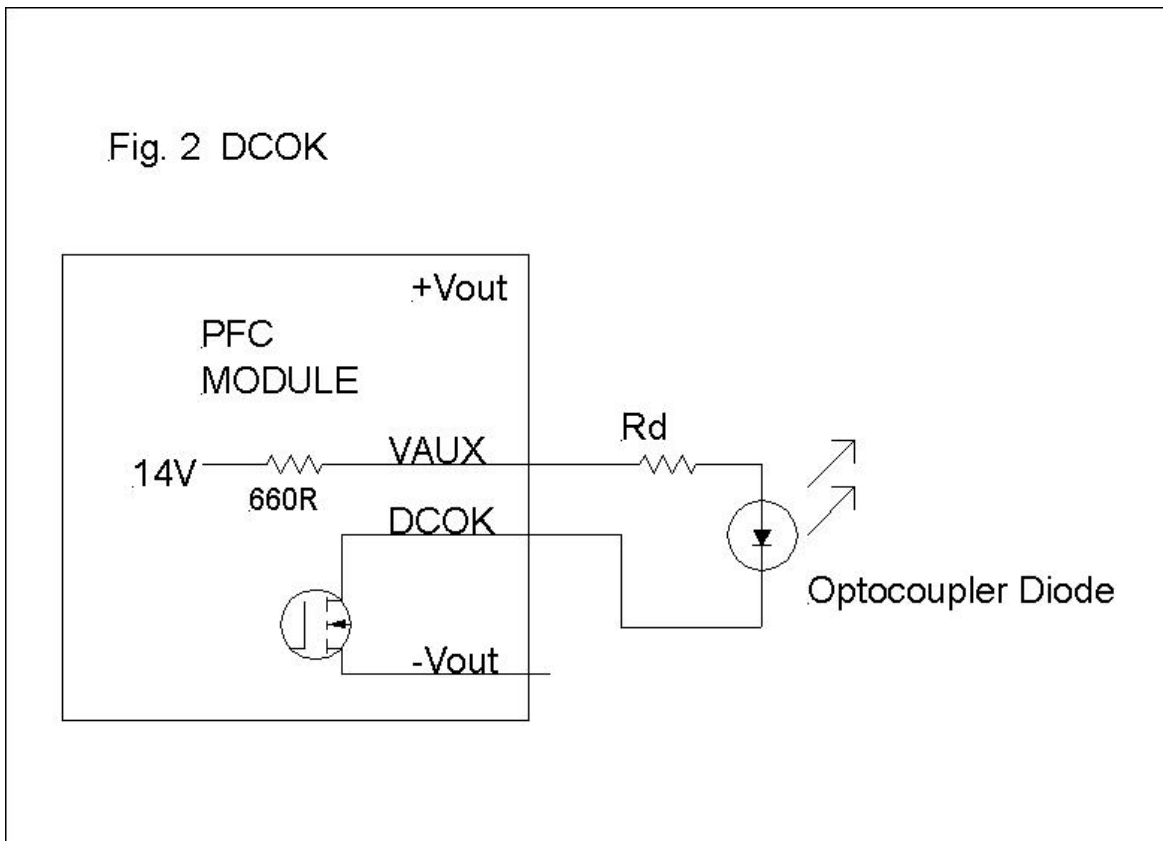 Fig. 2 DCOK
+Vout
PFC
MODULE
Rd
VAUX
14V
660R
DCOK
Optocoupler Diode
-Vout